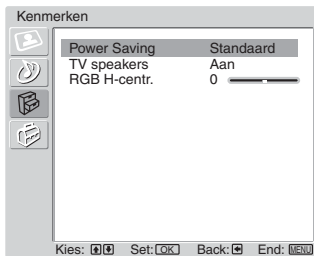 Kenmerken
Power Saving Standaard
TV speakers Aan
RGB H-centr. 0
Kies: Set: OK Back: End: MENU